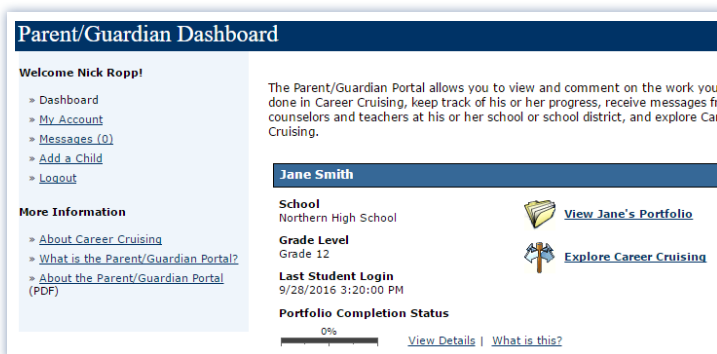 Parent/Guardian Dashboard
Welcome Nick Ropp!
» Dashboard
» My Account
» Messages (0)
» Add a Child
» Logout
More Information
» About Career Cruising
» What is the Parent/Guardian Portal?
» About the Parent/Guardian Portal
(PDF)
The Parent/Guardian Portal allows you to view and comment on the work
done in Career Cruising, keep track of his or her progress, receive messages
counselors and teachers at his or her school or school district, and explore
Cruising.
Jane Smith
School
Northern High School
Grade Level
Grade 12
Last Student Login
9/28/2016 3:20:00 PM
Portfolio Completion Status
0%
View Details | What is this?
View Jane's Portfolio
Explore Career Cruising